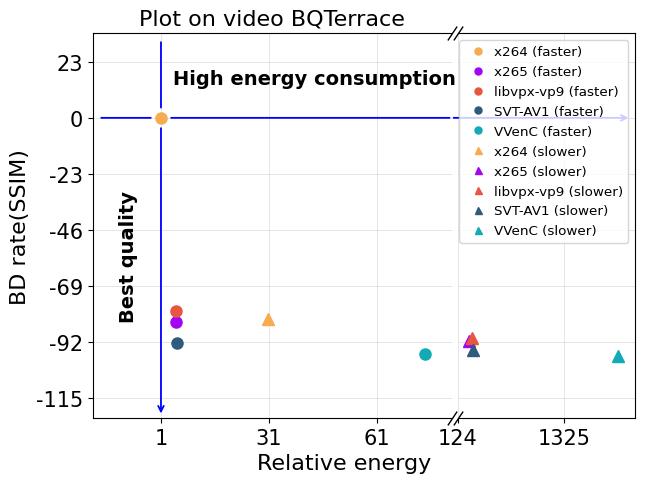 Plot on video BQTerrace
High energy consumption
Best quality
BD rate(SSIM)
23
0
-23
-46
-69
-92
-115
x264 (faster)
x265 (faster)
libvpx-vp9 (faster)
SVT-AV1 (faster)
VVenC (faster)
x264 (slower)
x265 (slower)
libvpx-vp9 (slower)
SVT-AV1 (slower)
VVenC (slower)
1 31 61 124 1325
Relative energy